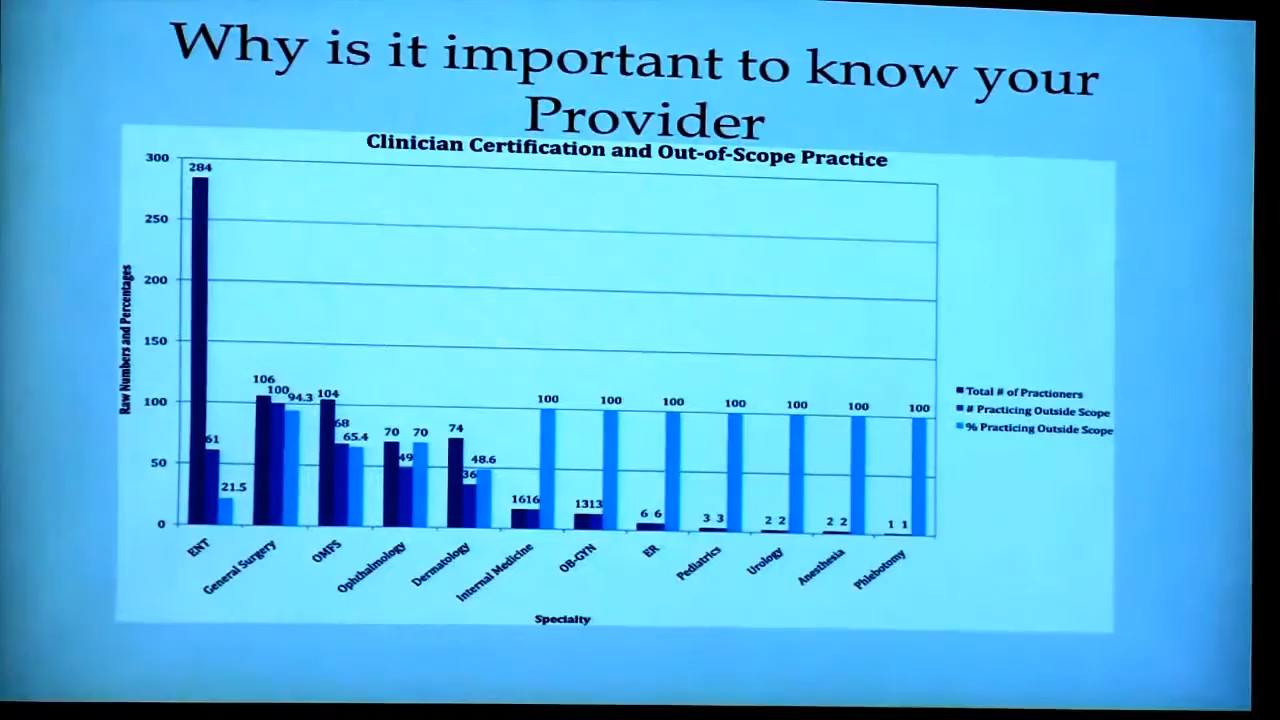 Why is it important to know your
Provider
Clinician Certification and Out-of-Scope Practice
Raw Numbers and Percentages
300
250
200
150
100
50
0
284
61
21.5
106
100
94.3
104
68
65.4
70
49
70
74
36
48.6
1616
100
1313
100
6 6
100
3 3
100
2 2
100
2 2
100
1 1
100
ENT
General Surgery
OMFS
Ophthalmology
Dermatology
Internal Medicine
OB-GYN
ER
Pediatrics
Urology
Anesthesia
Phlebotomy
Specialty
Total # of Practioners
# Practicing Outside Scope
% Practicing Outside Scope